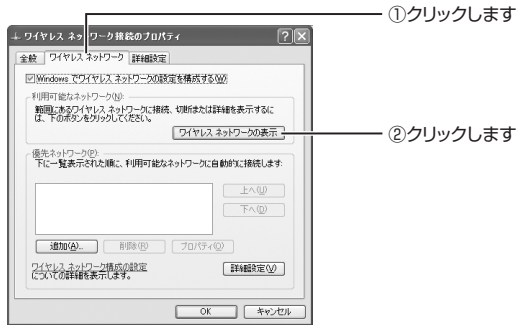 ①クリックします
ワイヤレス ネットワーク接続のプロパティ
全般 ワイヤレス ネットワーク 詳細設定
Windows でワイヤレス ネットワークの設定を構成する(W)
利用可能なネットワーク(N):
範囲にあるワイヤレス ネットワークに接続、切断または詳細を表示するに
は、下のボタンをクリックしてください。
ワイヤレス ネットワークの表示
②クリックします
優先ネットワーク(P):
下に一覧表示された順に、利用可能なネットワークに自動的に接続します:
上へ(U)
下へ(D)
追加(A)... 削除(R) プロパティ(O)
ワイヤレス ネットワーク構成の設定
についての詳細を表示します。
詳細設定(V)
OK キャンセル